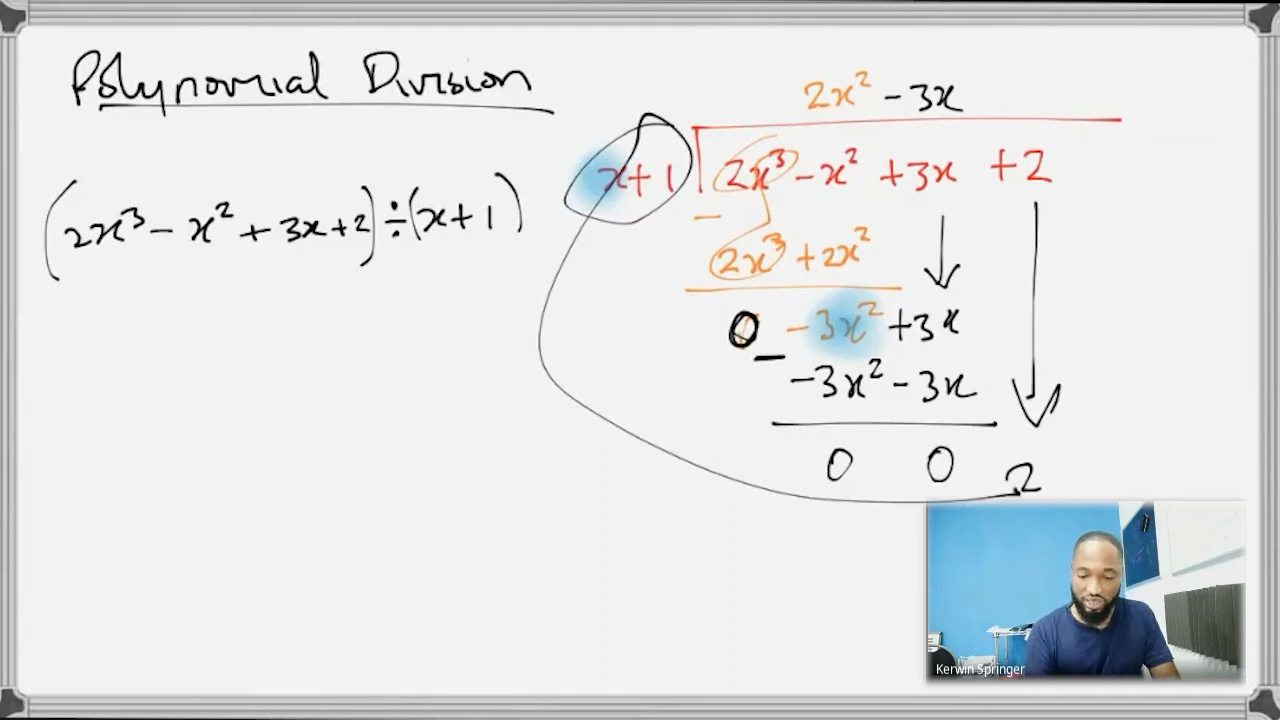 Polynomial Division
(2x³ - x² + 3x + 2) ÷ (x + 1)
2x² - 3x
x + 1 | 2x³ - x² + 3x + 2
-
2x³ + 2x²
0 - 3x² + 3x
-
-3x² - 3x
0 0 2
Kerwin Springer